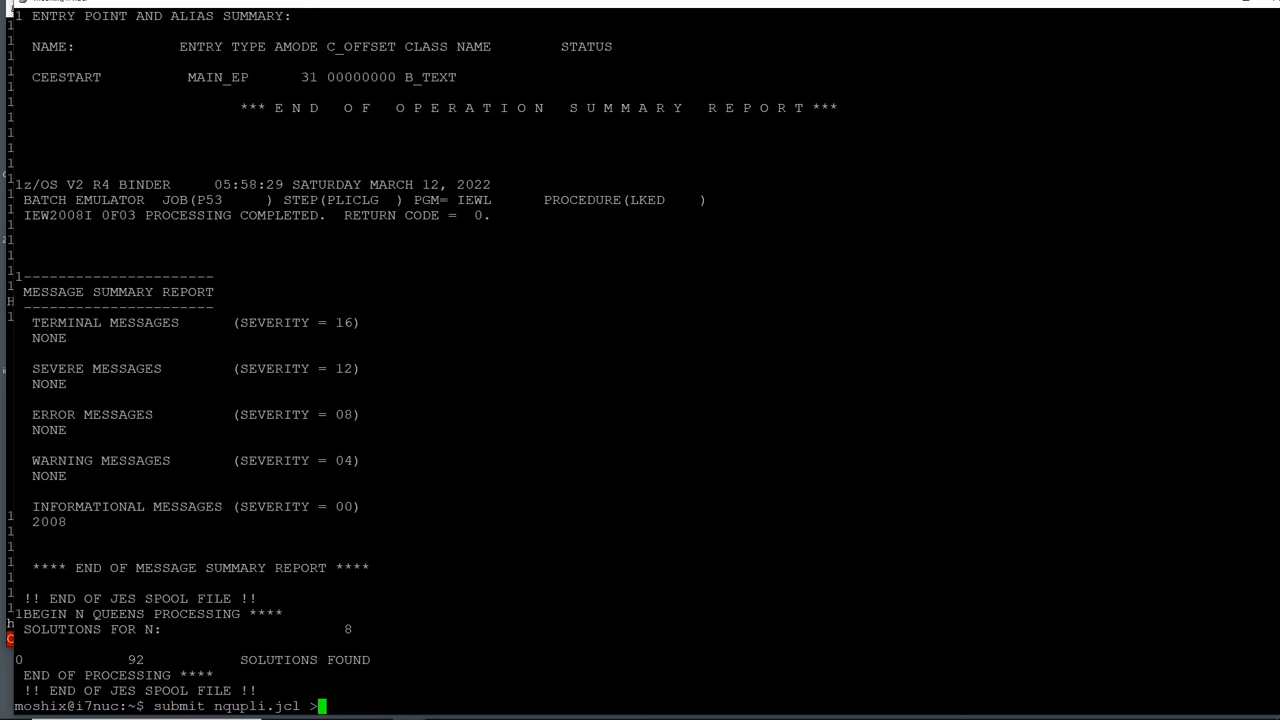 1 ENTRY POINT AND ALIAS SUMMARY:
NAME: ENTRY TYPE AMODE C_OFFSET CLASS NAME STATUS
CEESTART MAIN_EP 31 00000000 B_TEXT
*** E N D O F O P E R A T I O N S U M M A R Y R E P O R T ***
1z/OS V2 R4 BINDER 05:58:29 SATURDAY MARCH 12, 2022
BATCH EMULATOR JOB(P53 ) STEP(PLICLG ) PGM= IEWL PROCEDURE(LKED )
IEW2008I 0F03 PROCESSING COMPLETED. RETURN CODE = 0.
1----------------------
MESSAGE SUMMARY REPORT
----------------------
TERMINAL MESSAGES (SEVERITY = 16)
NONE
SEVERE MESSAGES (SEVERITY = 12)
NONE
ERROR MESSAGES (SEVERITY = 08)
NONE
WARNING MESSAGES (SEVERITY = 04)
NONE
INFORMATIONAL MESSAGES (SEVERITY = 00)
2008
**** END OF MESSAGE SUMMARY REPORT ****
!! END OF JES SPOOL FILE !!
1BEGIN N QUEENS PROCESSING ****
SOLUTIONS FOR N: 8
0 92 SOLUTIONS FOUND
END OF PROCESSING ****
!! END OF JES SPOOL FILE !!
moshix@i7nuc:~$ submit nqupli.jcl >